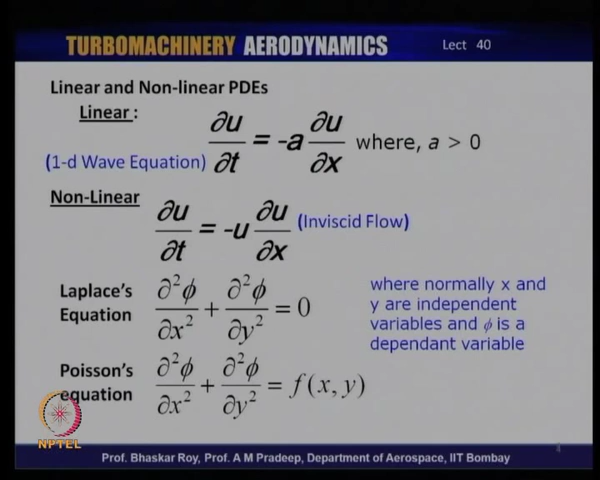 TURBOMACHINERY AERODYNAMICS Lect 40
Linear and Non-linear PDEs
Linear :
(1-d Wave Equation) ∂u/∂t = -a ∂u/∂x where, a > 0
Non-Linear
∂u/∂t = -u ∂u/∂x (Inviscid Flow)
Laplace's Equation ∂²ϕ/∂x² + ∂²ϕ/∂y² = 0
where normally x and
y are independent
variables and ϕ is a
dependant variable
Poisson's equation ∂²ϕ/∂x² + ∂²ϕ/∂y² = f(x, y)
NPTEL
Prof. Bhaskar Roy, Prof. A M Pradeep, Department of Aerospace, IIT Bombay